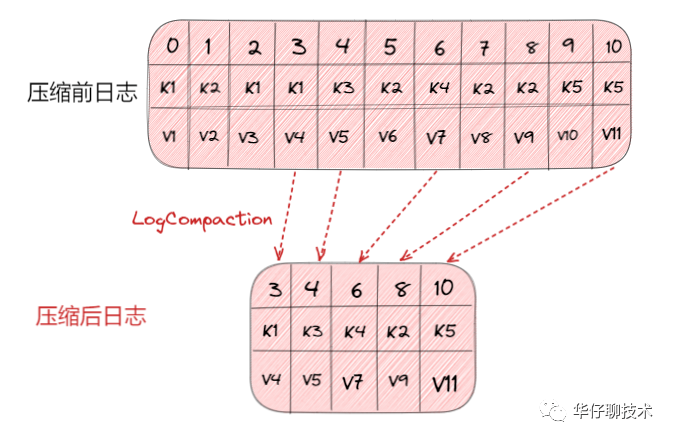 0 1 2 3 4 5 6 7 8 9 10
压缩前日志
K1 K2 K1 K1 K3 K2 K4 K2 K2 K5 K5
V1 V2 V3 V4 V5 V6 V7 V8 V9 V10 V11
LogCompaction
3 4 6 8 10
压缩后日志
K1 K3 K4 K2 K5
V4 V5 V7 V9 V11
华仔聊技术